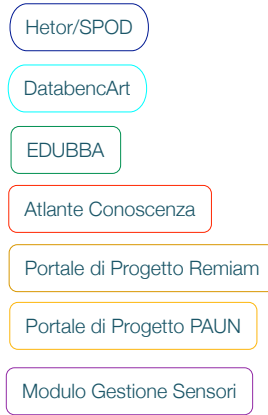 Hetor/SPOD
DatabencArt
EDUBBA
Atlante Conoscenza
Portale di Progetto Remiam
Portale di Progetto PAUN
Modulo Gestione Sensori